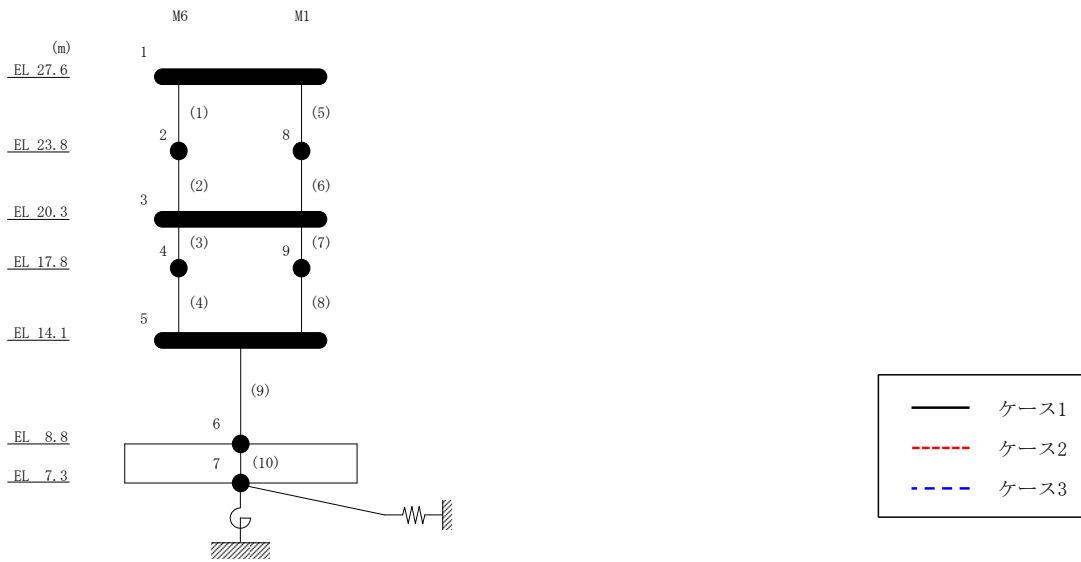 M6 M1
(m)
1
EL 27.6
(1) (5)
2 8
EL 23.8
(2) (6)
3
EL 20.3
(3) (7)
4 9
EL 17.8
(4) (8)
5
EL 14.1
(9)
6
EL 8.8
7 (10)
EL 7.3
ケース1
ケース2
ケース3